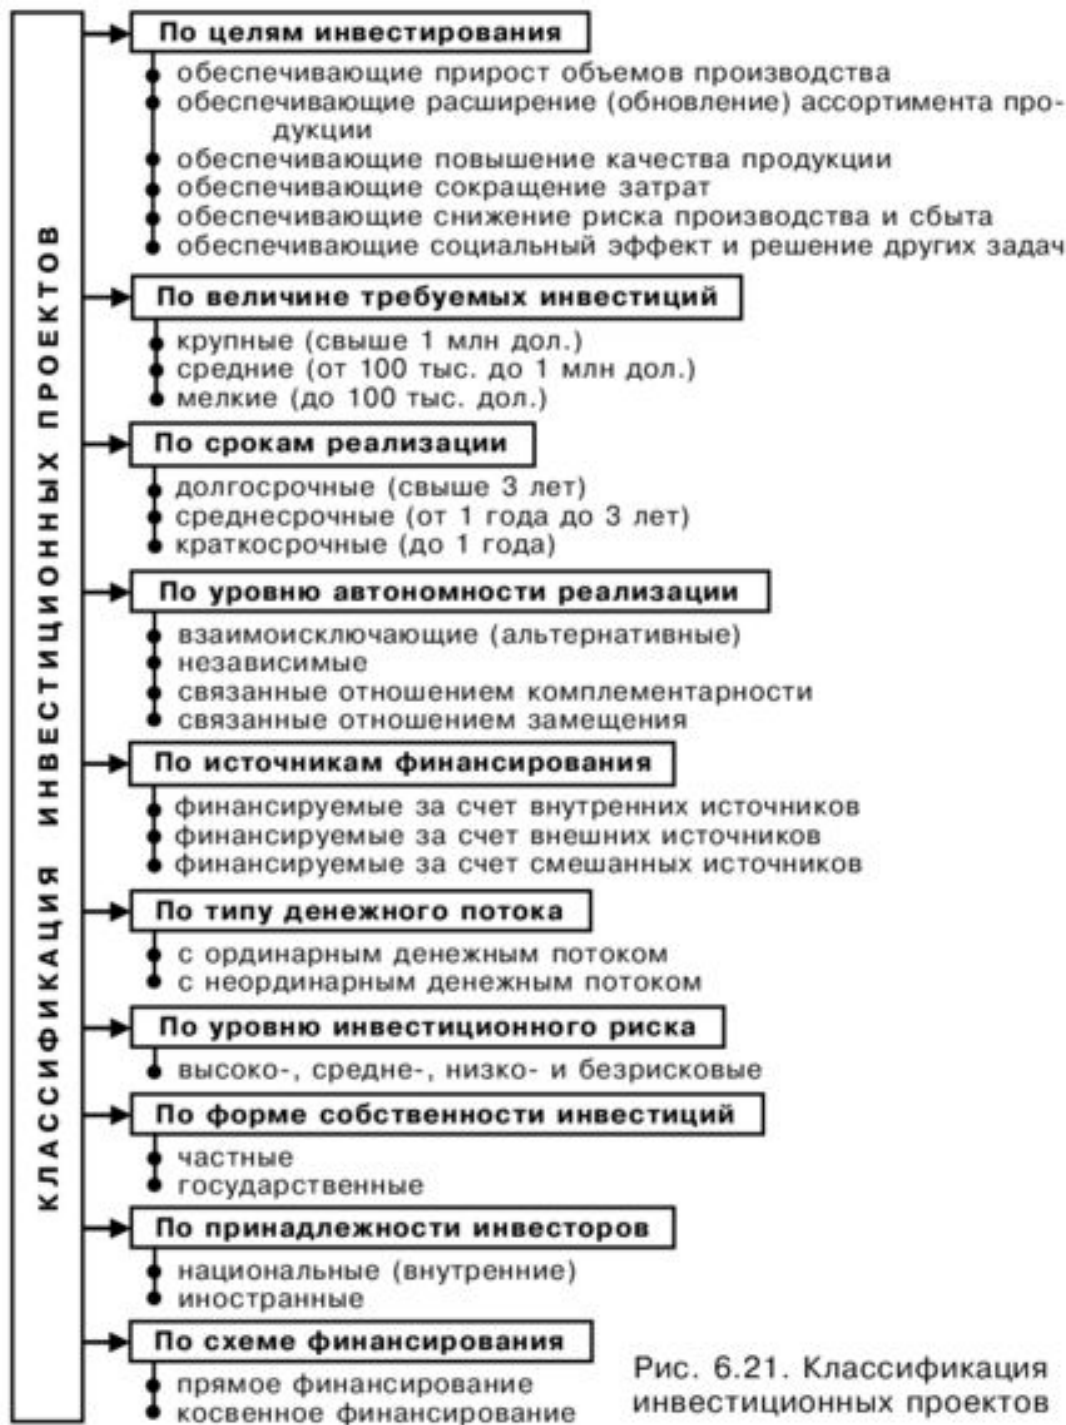 КЛАССИФИКАЦИЯ ИНВЕСТИЦИОННЫХ ПРОЕКТОВ
По целям инвестирования
обеспечивающие прирост объемов производства
обеспечивающие расширение (обновление) ассортимента про-
дукции
обеспечивающие повышение качества продукции
обеспечивающие сокращение затрат
обеспечивающие снижение риска производства и сбыта
обеспечивающие социальный эффект и решение других задач
По величине требуемых инвестиций
крупные (свыше 1 млн дол.)
средние (от 100 тыс. до 1 млн дол.)
мелкие (до 100 тыс. дол.)
По срокам реализации
долгосрочные (свыше 3 лет)
среднесрочные (от 1 года до 3 лет)
краткосрочные (до 1 года)
По уровню автономности реализации
взаимоисключающие (альтернативные)
независимые
связанные отношением комплементарности
связанные отношением замещения
По источникам финансирования
финансируемые за счет внутренних источников
финансируемые за счет внешних источников
финансируемые за счет смешанных источников
По типу денежного потока
с ординарным денежным потоком
с неординарным денежным потоком
По уровню инвестиционного риска
высоко-, средне-, низко- и безрисковые
По форме собственности инвестиций
частные
государственные
По принадлежности инвесторов
национальные (внутренние)
иностранные
По схеме финансирования
прямое финансирование
косвенное финансирование
Рис. 6.21. Классификация
инвестиционных проектов